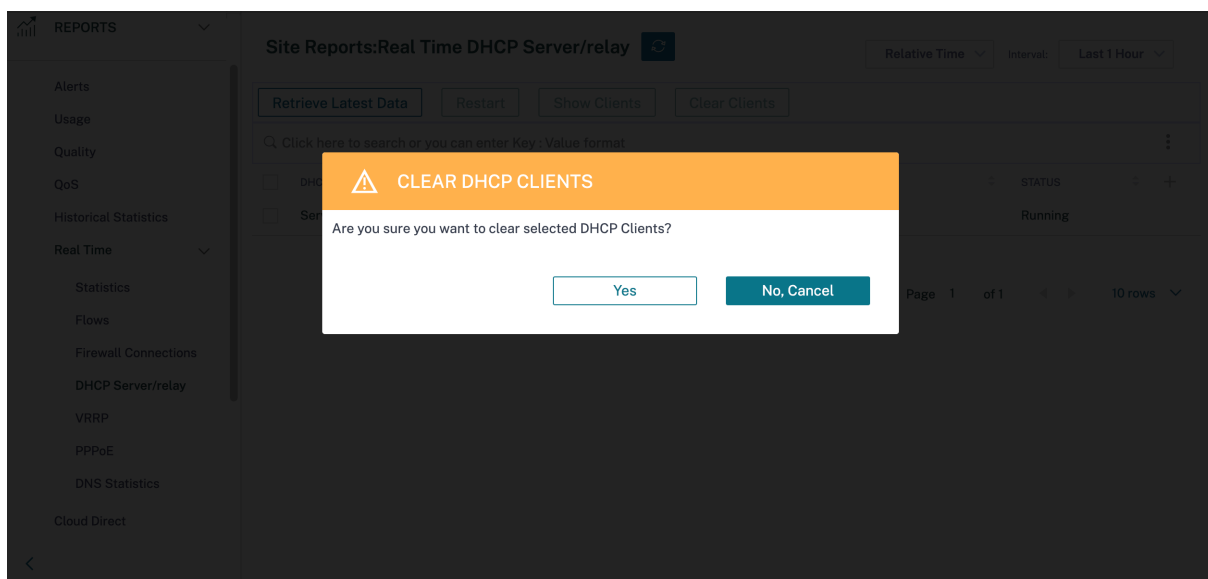 REPORTS
Site Reports:Real Time DHCP Server/relay
Relative Time
Interval:
Last 1 Hour
Alerts
Usage
Quality
QoS
Historical Statistics
Real Time
Statistics
Flows
Firewall Connections
DHCP Server/relay
VRRP
PPPoE
DNS Statistics
Cloud Direct
Retrieve Latest Data
Restart
Show Clients
Clear Clients
Click here to search or you can enter Key : Value format
DHC
STATUS
Ser
Running
CLEAR DHCP CLIENTS
Are you sure you want to clear selected DHCP Clients?
Yes
No, Cancel
Page 1 of 1
10 rows